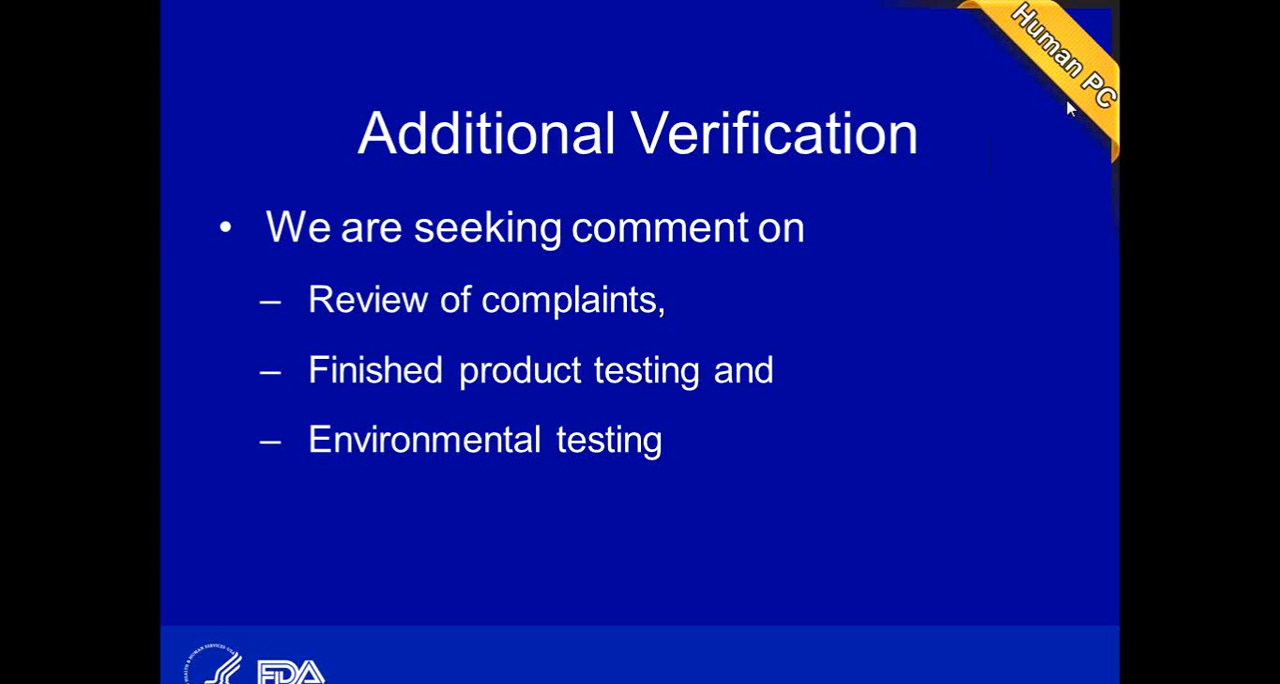 Human PC
Additional Verification
• We are seeking comment on
– Review of complaints,
– Finished product testing and
– Environmental testing
FDA